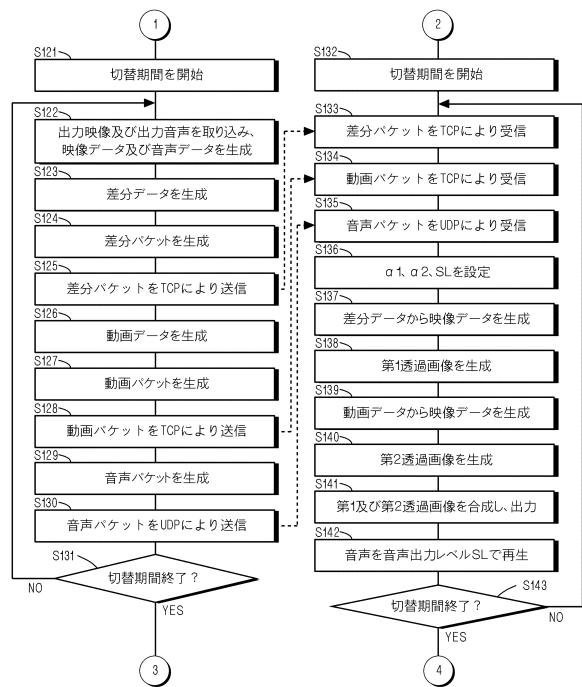 1
S121
切替期間を開始
S122
出力映像及び出力音声を取り込み、
映像データ及び音声データを生成
S123
差分データを生成
S124
差分パケットを生成
S125
差分パケットをTCPにより送信
S126
動画データを生成
S127
動画パケットを生成
S128
動画パケットをTCPにより送信
S129
音声パケットを生成
S130
音声パケットをUDPにより送信
S131
切替期間終了？
NO
YES
3
2
S132
切替期間を開始
S133
差分パケットをTCPにより受信
S134
動画パケットをTCPにより受信
S135
音声パケットをUDPにより受信
S136
α1、α2、SLを設定
S137
差分データから映像データを生成
S138
第1透過画像を生成
S139
動画データから映像データを生成
S140
第2透過画像を生成
S141
第1及び第2透過画像を合成し、出力
S142
音声を音声出力レベルSLで再生
S143
切替期間終了？
NO
YES
4